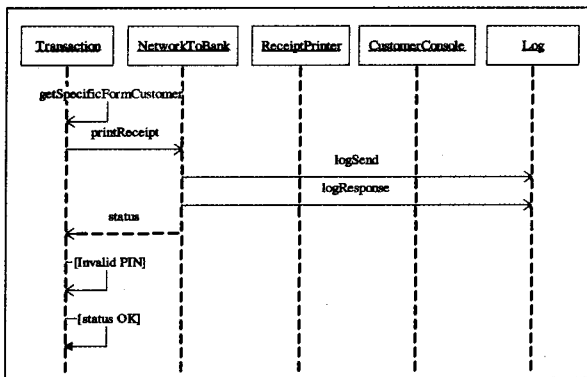 Transaction NetworkToBank ReceiptPrinter CustomerConsole Log
getSpecificFormCustomer
printReceipt
logSend
logResponse
status
[Invalid PIN]
[status OK]